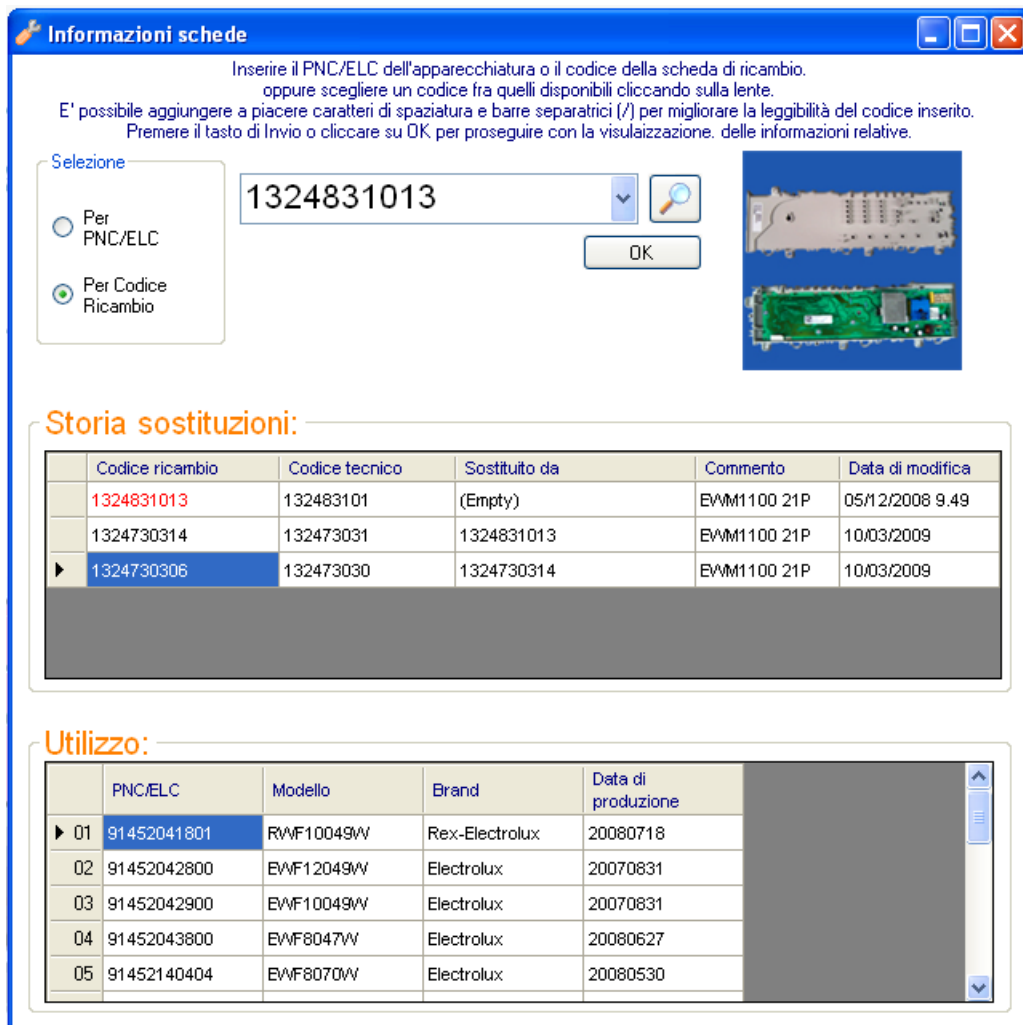 Informazioni schede
Inserire il PNC/ELC dell'apparecchiatura o il codice della scheda di ricambio.
oppure scegliere un codice fra quelli disponibili cliccando sulla lente.
E' possibile aggiungere a piacere caratteri di spaziatura e barre separatrici (/) per migliorare la leggibilità del codice inserito.
Premere il tasto di Invio o cliccare su OK per proseguire con la visulaizzazione. delle informazioni relative.
Selezione
Per
PNC/ELC
Per Codice
Ricambio
1324831013
OK
Storia sostituzioni:
Codice ricambio Codice tecnico Sostituito da Commento Data di modifica
1324831013 132483101 (Empty) EWM1100 21P 05/12/2008 9.49
1324730314 132473031 1324831013 EWM1100 21P 10/03/2009
1324730306 132473030 1324730314 EWM1100 21P 10/03/2009
Utilizzo:
PNC/ELC Modello Brand Data di
produzione
01 91452041801 RWF10049W Rex-Electrolux 20080718
02 91452042800 EWF12049W Electrolux 20070831
03 91452042900 EWF10049W Electrolux 20070831
04 91452043800 EWF8047W Electrolux 20080627
05 91452140404 EWF8070W Electrolux 20080530